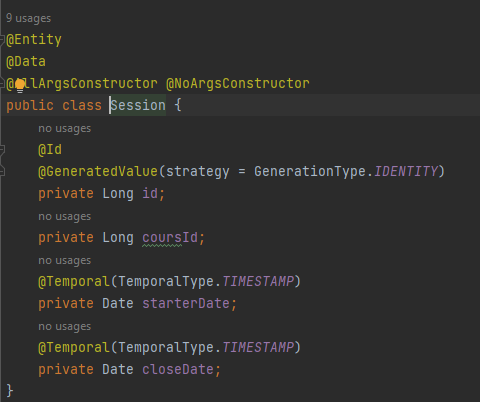 9 usages
@Entity
@Data
@AllArgsConstructor @NoArgsConstructor
public class Session {
no usages
@Id
@GeneratedValue(strategy = GenerationType.IDENTITY)
private Long id;
no usages
private Long coursId;
no usages
@Temporal(TemporalType.TIMESTAMP)
private Date starterDate;
no usages
@Temporal(TemporalType.TIMESTAMP)
private Date closeDate;
}